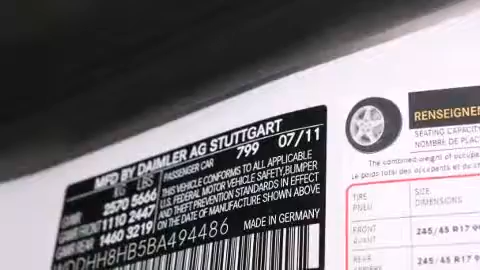 MFD BY DAIMLER AG STUTTGART
PASSENGER CAR 799 07/11
KG LBS
GVWR 2570 5666
GAWR FRONT 1110 2447
GAWR REAR 1460 3219
THIS VEHICLE CONFORMS TO ALL APPLICABLE
U.S. FEDERAL MOTOR VEHICLE SAFETY, BUMPER
AND THEFT PREVENTION STANDARDS IN EFFECT
ON THE DATE OF MANUFACTURE SHOWN ABOVE
WDDHH8HB5BA494486
MADE IN GERMANY
RENSEIGNE
SEATING CAPACITY
NOMBRE DE PLAC
The combined weight of occupa
Le poids total des occupants et du
TIRE
PNEU
SIZE
DIMENSIONS
FRONT
AVANT
245/45 R17 9
REAR
245/45 R17 9